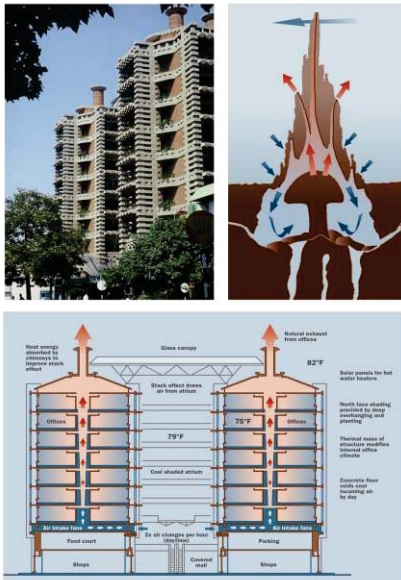 Heat energy
absorbed by
chimneys to
improve stack
effect
Glass canopy
Natural exhaust
from offices
82°F
Stack effect draws
air from atrium
Solar panels for hot
water heaters
North face shading
provided by deep
overhanging and
planting
Offices
79°F
75°F
Offices
Thermal mass of
structure modifies
internal office
climate
Cool shaded atrium
Concrete floor
voids cool
incoming air
by day
Air intake fans
2x air changes per hour
(daytime)
Air intake fans
Food court
Parking
Shops
Covered
mall
Shops